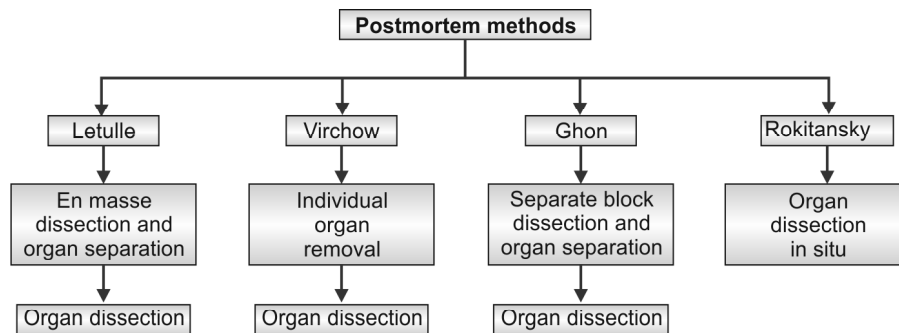 Postmortem methods
Letulle
Virchow
Ghon
Rokitansky
En masse
dissection and
organ separation
Individual
organ
removal
Separate block
dissection and
organ separation
Organ
dissection
in situ
Organ dissection
Organ dissection
Organ dissection